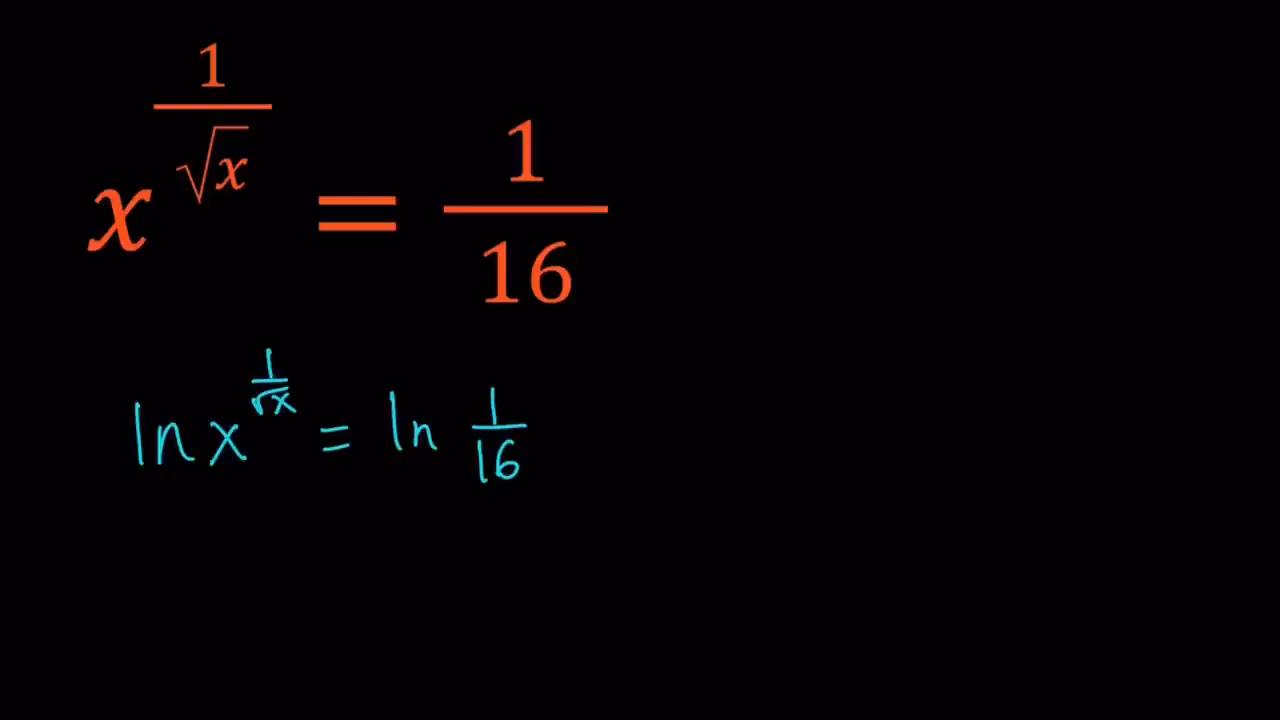 x^(1/√x) = 1/16
ln x^(1/√x) = ln 1/16